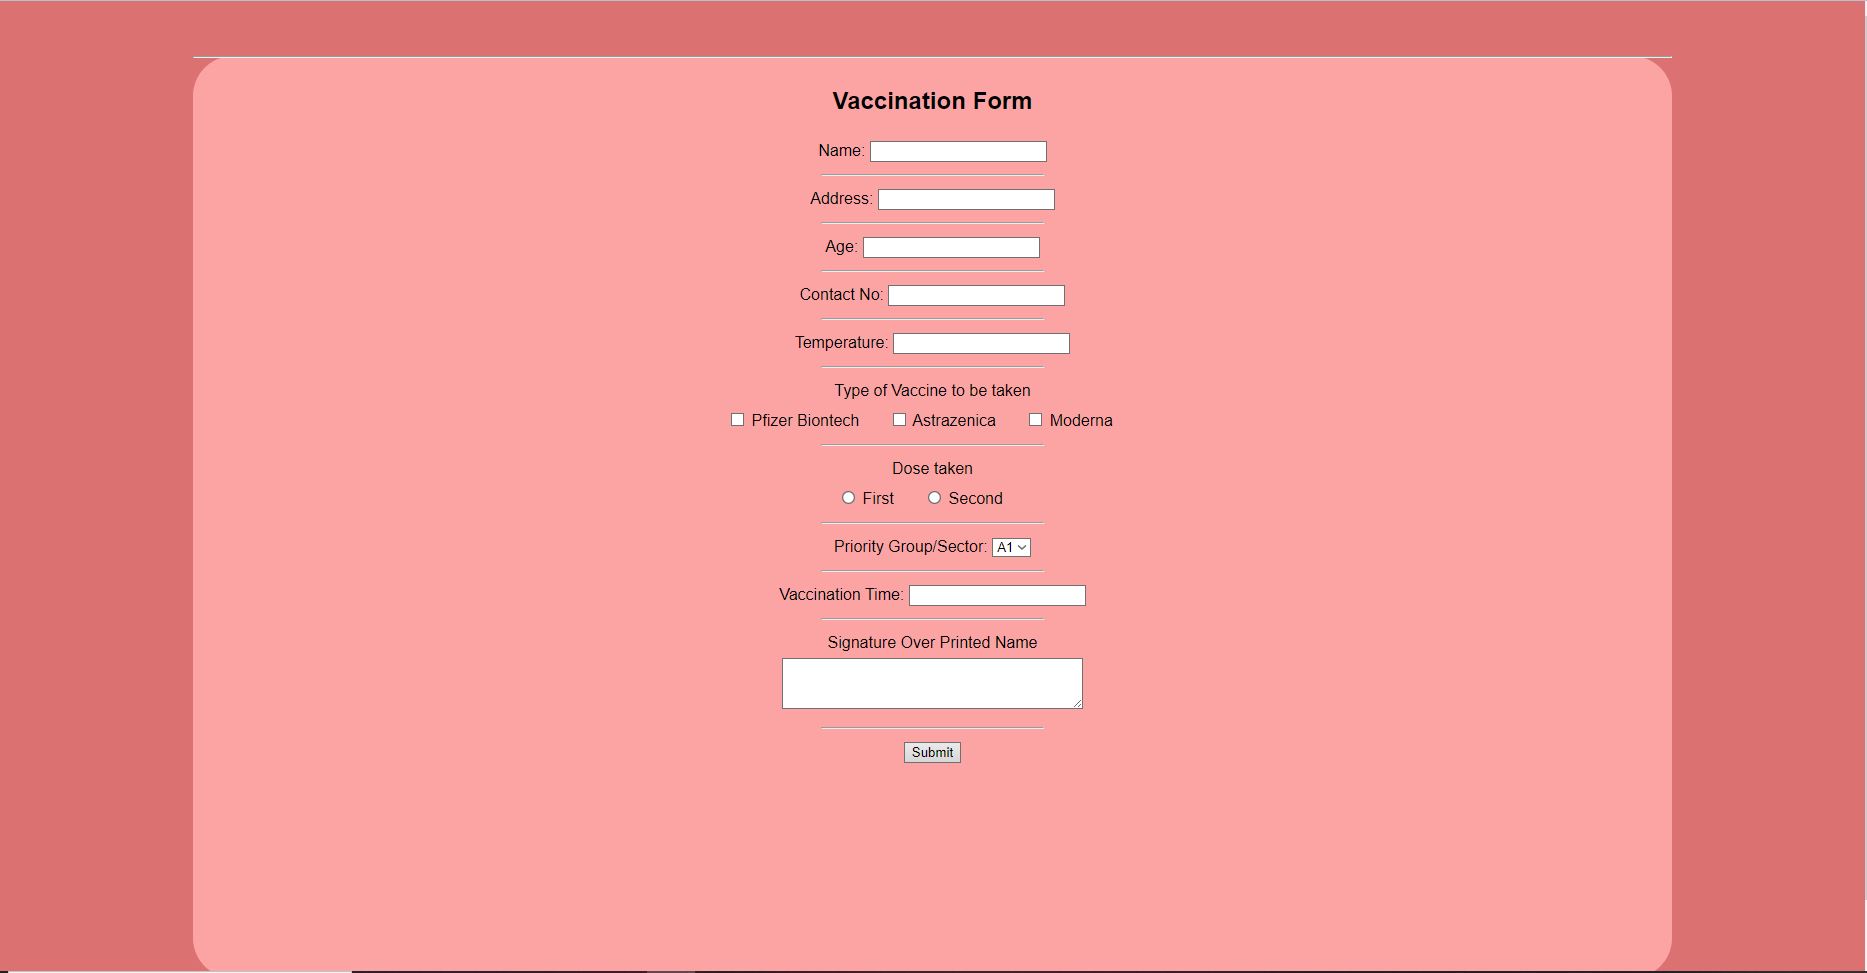 Vaccination Form
Name:
Address:
Age:
Contact No:
Temperature:
Type of Vaccine to be taken
Pfizer Biontech Astrazenica Moderna
Dose taken
First Second
Priority Group/Sector: A1
Vaccination Time:
Signature Over Printed Name
Submit